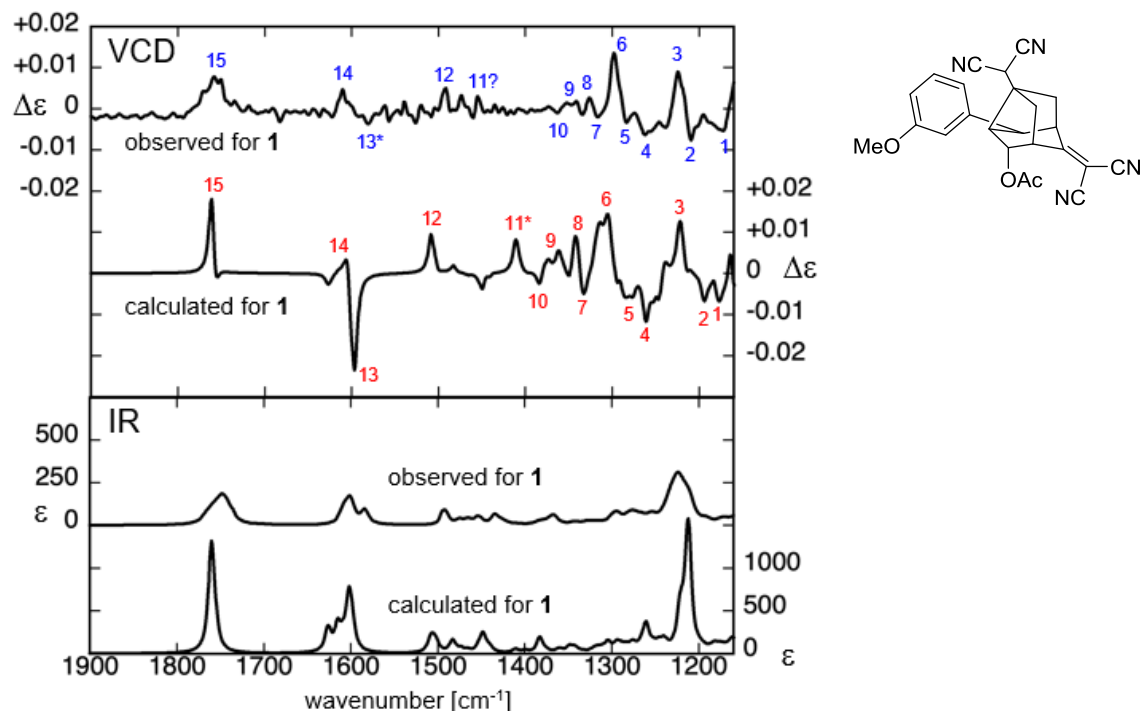 +0.02
VCD
+0.01
Δε
0
-0.01
-0.02
15
14
13*
12
11?
10
9
8
7
6
5
4
3
2
1
observed for 1
+0.02
+0.01
0
Δε
-0.01
-0.02
15
14
13
12
11*
10
9
8
7
6
5
4
3
2
1
calculated for 1
IR
500
250
ε
0
observed for 1
1000
500
0
ε
calculated for 1
1900 1800 1700 1600 1500 1400 1300 1200
wavenumber [cm⁻¹]
CN
NC
MeO
OAc
CN
NC